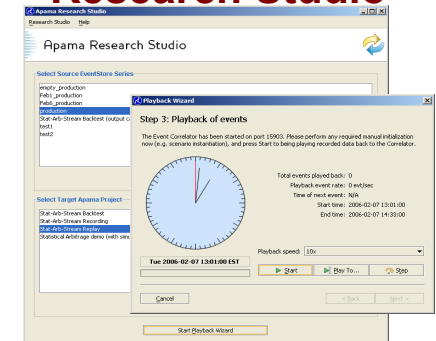 Research Studio
Apama Research Studio
Research Studio Help
Apama Research Studio
Select Source EventStore Series
empty_production
Feb1_production
Feb6_production
production
Stat-Arb-Stream Backtest (output c
test1
test2
Select Target Apama Project
Stat-Arb-Stream Backtest
Stat-Arb-Stream Recording
Stat-Arb-Stream Replay
Statistical Arbitrage demo (with simu
Start Playback Wizard
Playback Wizard
Step 3: Playback of events
The Event Correlator has been started on port 15903. Please perform any required manual initialization
now (e.g. scenario instantiation), and press Start to being playing recorded data back to the Correlator.
Total events played back: 0
Playback event rate: 0 evt/sec
Time of next event: N/A
Start time: 2006-02-07 13:01:00
End time: 2006-02-07 14:33:00
Playback speed: 10x
Tue 2006-02-07 13:01:00 EST
Start Play To... Step
Cancel < Back Next >